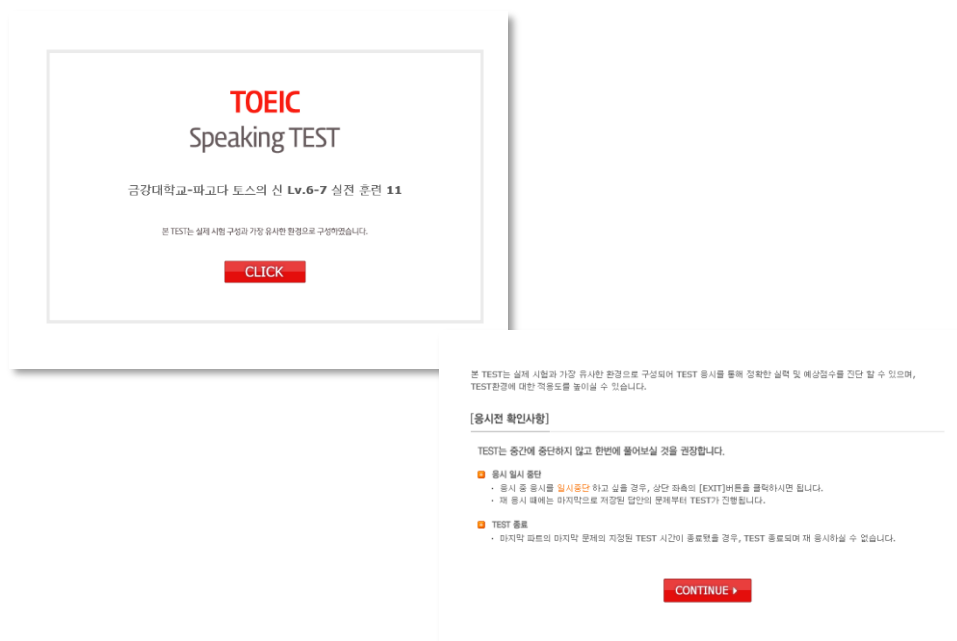 TOEIC
Speaking TEST
금강대학교-파고다 토스의 신 Lv.6-7 실전 훈련 11
본 TEST는 실제 시험 구성과 가장 유사한 환경으로 구성하였습니다.
CLICK
본 TEST는 실제 시험과 가장 유사한 환경으로 구성되어 TEST 응시를 통해 정확한 실력 및 예상점수를 진단 할 수 있으며,
TEST환경에 대한 적응도를 높이실 수 있습니다.
[응시전 확인사항]
TEST는 중간에 중단하지 않고 한번에 풀어보실 것을 권장합니다.
응시 일시 중단
· 응시 중 응시를 일시중단 하고 싶을 경우, 상단 좌측의 [EXIT]버튼을 클릭하시면 됩니다.
· 재 응시 때에는 마지막으로 저장된 답안의 문제부터 TEST가 진행됩니다.
TEST 종료
· 마지막 파트의 마지막 문제의 지정된 TEST 시간이 종료됐을 경우, TEST 종료되며 재 응시하실 수 없습니다.
CONTINUE